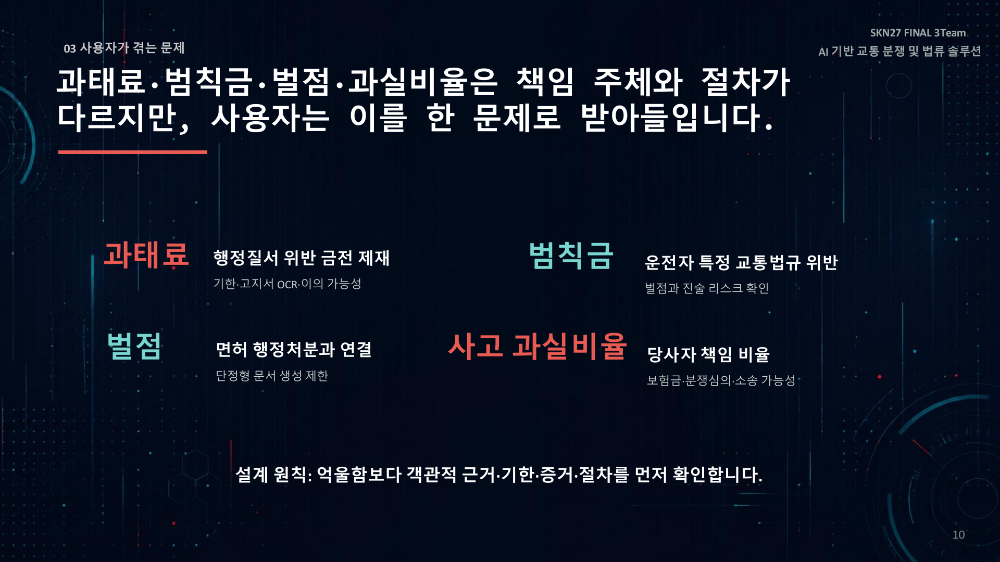 SKN27 FINAL 3Team
AI 기반 교통 분쟁 및 법류 솔루션
03 사용자가 겪는 문제
과태료·범칙금·벌점·과실비율은 책임 주체와 절차가
다르지만, 사용자는 이를 한 문제로 받아들입니다.
과태료
행정질서 위반 금전 제재
기한·고지서 OCR·이의 가능성
범칙금
운전자 특정 교통법규 위반
벌점과 진술 리스크 확인
벌점
면허 행정처분과 연결
단정형 문서 생성 제한
사고 과실비율
당사자 책임 비율
보험금·분쟁심의·소송 가능성
설계 원칙: 억울함보다 객관적 근거·기한·증거·절차를 먼저 확인합니다.
10